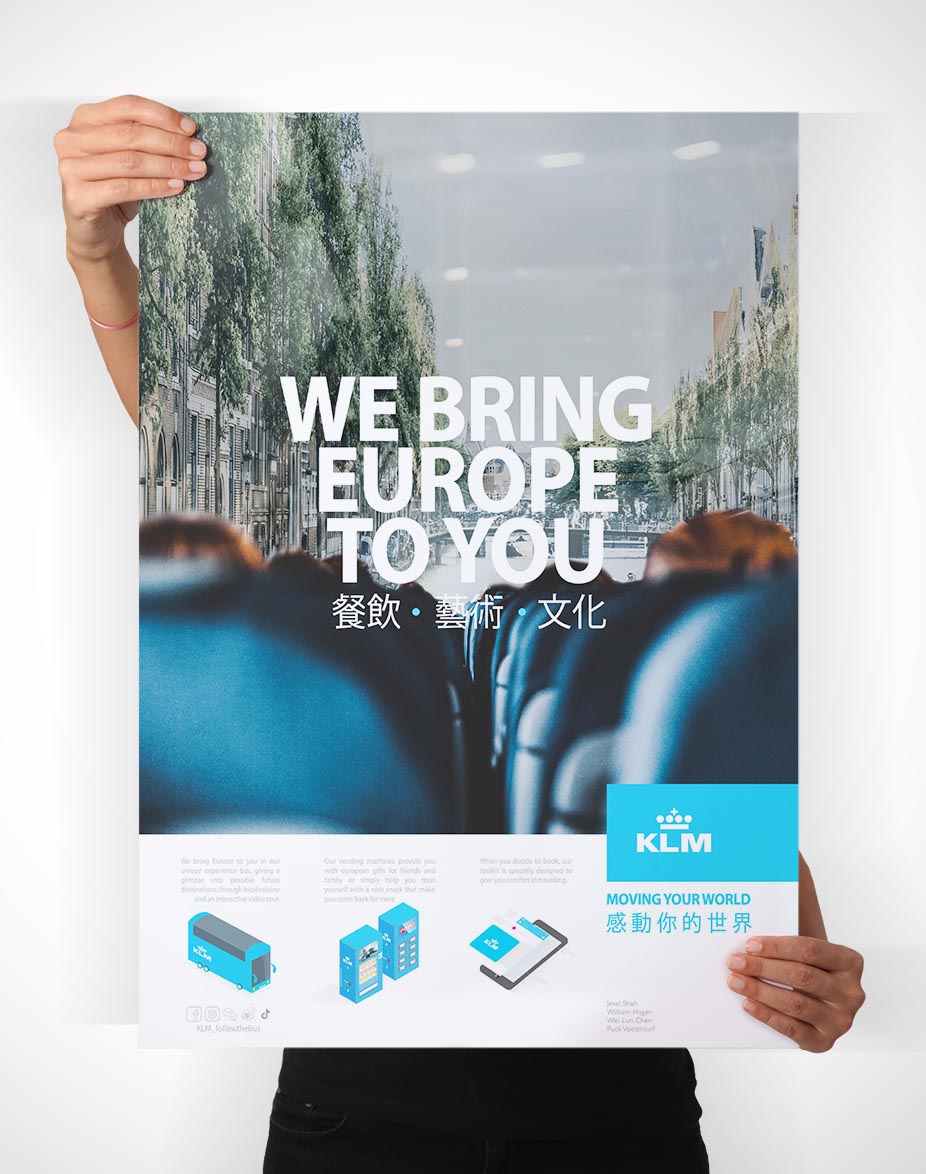 WE BRING
EUROPE
TO YOU
餐飲・藝術・文化
KLM
MOVING YOUR WORLD
感動你的世界
We bring Europe to you in our
unique experience bus, giving a
glimpse into possible future
destinations through local cuisine
and an interactive video tour.
Our vending machines provide you
with european gifts for friends and
family or simply help you treat
yourself with a nice snack that make
you come back for more
When you decide to book, our
toolkit is specially designed to
give you comfort in travelling.
KLM
KLM
KLM
KLM_followthebus
Jesal Shah
William Hagen
Wei Lun Chen
Puck Veelenturf